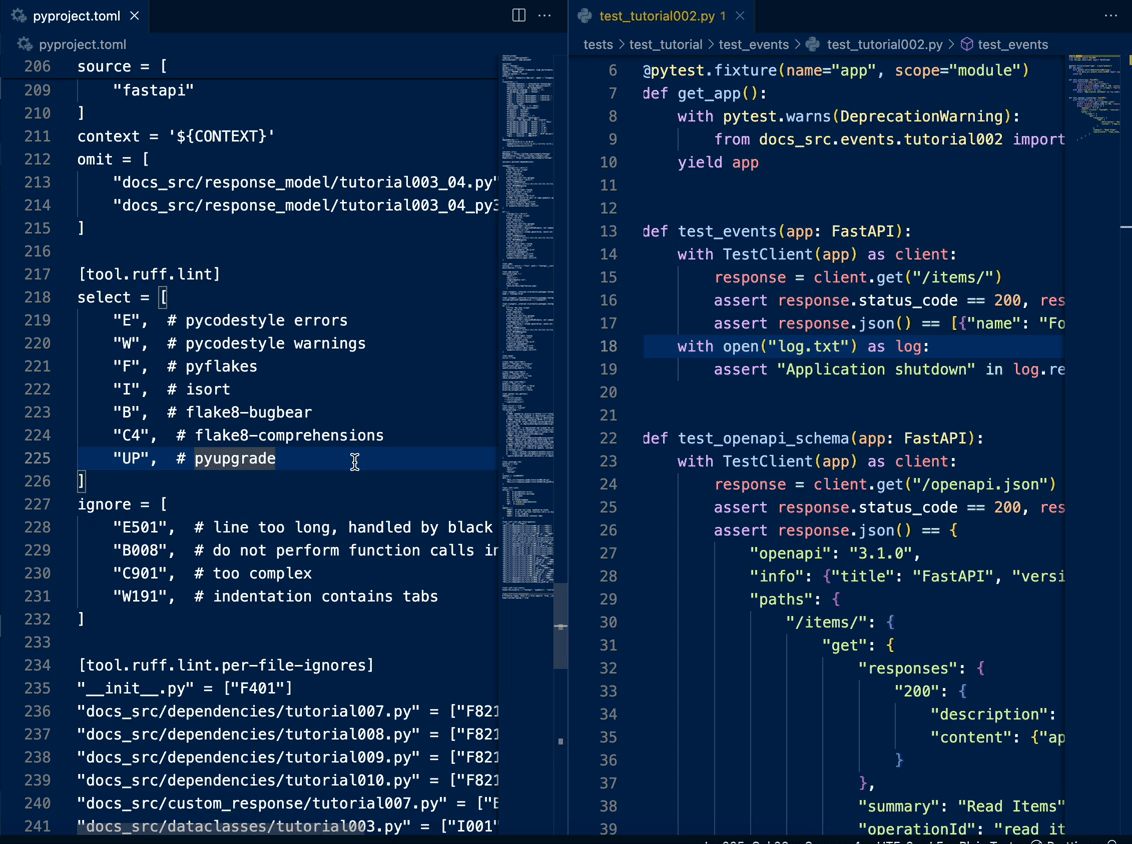 pyproject.toml
pyproject.toml
206 source = [
209 "fastapi"
210 ]
211 context = '${CONTEXT}'
212 omit = [
213 "docs_src/response_model/tutorial003_04.py"
214 "docs_src/response_model/tutorial003_04_py3
215 ]
216
217 [tool.ruff.lint]
218 select = [
219 "E",  # pycodestyle errors
220 "W",  # pycodestyle warnings
221 "F",  # pyflakes
222 "I",  # isort
223 "B",  # flake8-bugbear
224 "C4",  # flake8-comprehensions
225 "UP",  # pyupgrade
226 ]
227 ignore = [
228 "E501",  # line too long, handled by black
229 "B008",  # do not perform function calls in
230 "C901",  # too complex
231 "W191",  # indentation contains tabs
232 ]
233
234 [tool.ruff.lint.per-file-ignores]
235 "__init__.py" = ["F401"]
236 "docs_src/dependencies/tutorial007.py" = ["F821
237 "docs_src/dependencies/tutorial008.py" = ["F821
238 "docs_src/dependencies/tutorial009.py" = ["F821
239 "docs_src/dependencies/tutorial010.py" = ["F821
240 "docs_src/custom_response/tutorial007.py" = ["B
241 "docs_src/dataclasses/tutorial003.py" = ["I001"
test_tutorial002.py 1
tests > test_tutorial > test_events > test_tutorial002.py > test_events
6 @pytest.fixture(name="app", scope="module")
7 def get_app():
8 with pytest.warns(DeprecationWarning):
9 from docs_src.events.tutorial002 import
10 yield app
11
12
13 def test_events(app: FastAPI):
14 with TestClient(app) as client:
15 response = client.get("/items/")
16 assert response.status_code == 200, res
17 assert response.json() == [{"name": "Fo
18 with open("log.txt") as log:
19 assert "Application shutdown" in log.re
20
21
22 def test_openapi_schema(app: FastAPI):
23 with TestClient(app) as client:
24 response = client.get("/openapi.json")
25 assert response.status_code == 200, res
26 assert response.json() == {
27 "openapi": "3.1.0",
28 "info": {"title": "FastAPI", "versi
29 "paths": {
30 "/items/": {
31 "get": {
32 "responses": {
33 "200": {
34 "description":
35 "content": {"ap
36 }
37 },
38 "summary": "Read Items"
39 "operationId": "read_it